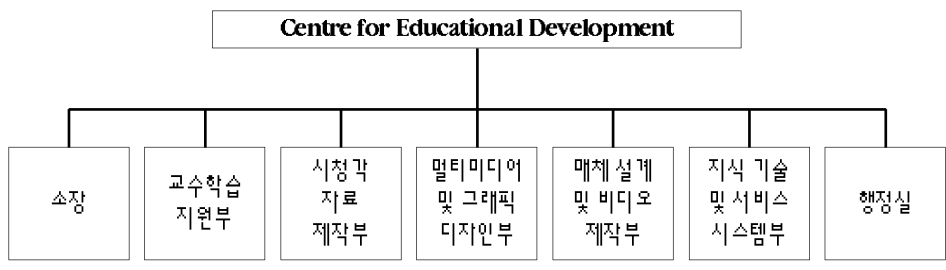 Centre for Educational Development
소장
교수학습
지원부
시청각
자료
제작부
멀티미디어
및 그래픽
디자인부
매체 설계
및 비디오
제작부
지식 기술
및 서비스
시스템부
행정실